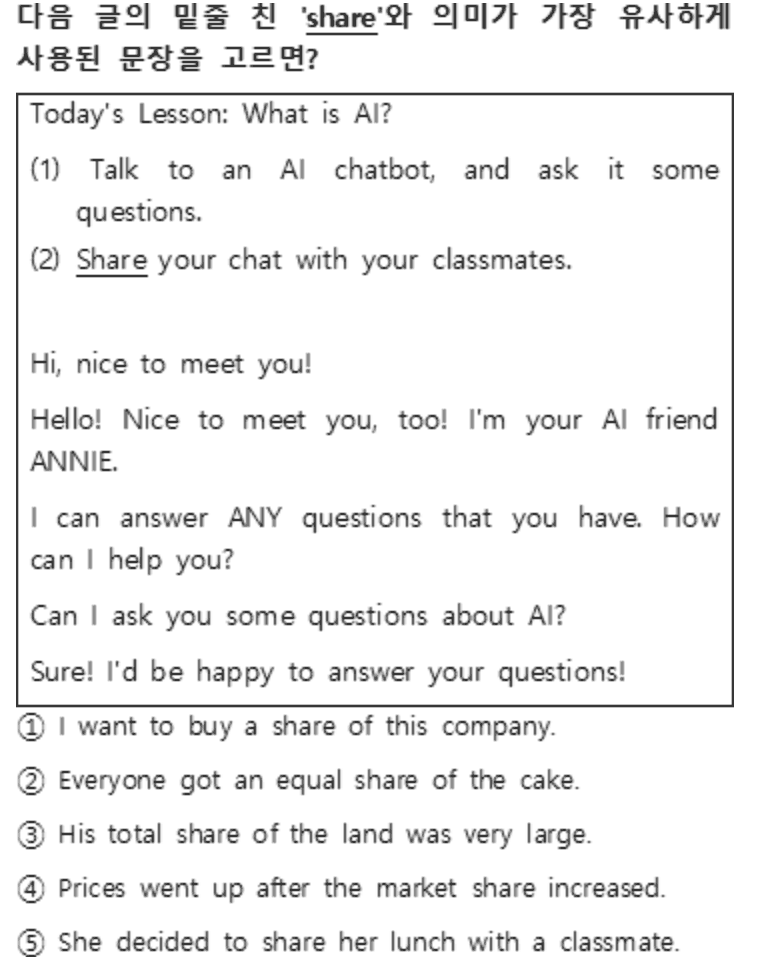 다음 글의 밑줄 친 'share'와 의미가 가장 유사하게
사용된 문장을 고르면?
Today's Lesson: What is AI?
(1) Talk to an AI chatbot, and ask it some
questions.
(2) Share your chat with your classmates.
Hi, nice to meet you!
Hello! Nice to meet you, too! I'm your AI friend
ANNIE.
I can answer ANY questions that you have. How
can I help you?
Can I ask you some questions about AI?
Sure! I'd be happy to answer your questions!
① I want to buy a share of this company.
② Everyone got an equal share of the cake.
③ His total share of the land was very large.
④ Prices went up after the market share increased.
⑤ She decided to share her lunch with a classmate.